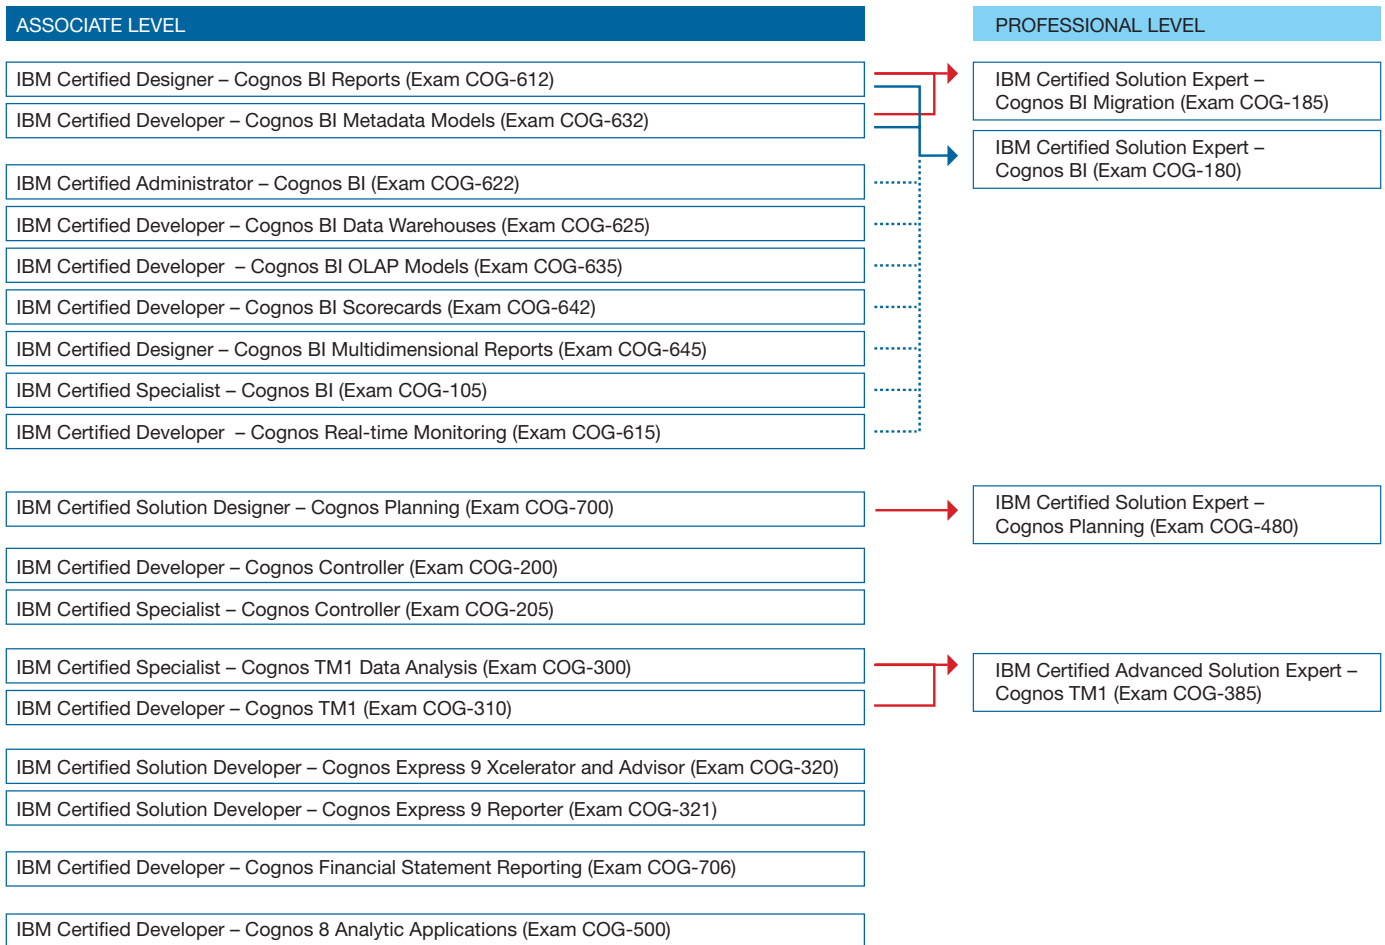 ASSOCIATE LEVEL
PROFESSIONAL LEVEL
IBM Certified Designer – Cognos BI Reports (Exam COG-612)
IBM Certified Developer – Cognos BI Metadata Models (Exam COG-632)
IBM Certified Solution Expert –
Cognos BI Migration (Exam COG-185)
IBM Certified Solution Expert –
Cognos BI (Exam COG-180)
IBM Certified Administrator – Cognos BI (Exam COG-622)
IBM Certified Developer – Cognos BI Data Warehouses (Exam COG-625)
IBM Certified Developer – Cognos BI OLAP Models (Exam COG-635)
IBM Certified Developer – Cognos BI Scorecards (Exam COG-642)
IBM Certified Designer – Cognos BI Multidimensional Reports (Exam COG-645)
IBM Certified Specialist – Cognos BI (Exam COG-105)
IBM Certified Developer – Cognos Real-time Monitoring (Exam COG-615)
IBM Certified Solution Designer – Cognos Planning (Exam COG-700)
IBM Certified Solution Expert –
Cognos Planning (Exam COG-480)
IBM Certified Developer – Cognos Controller (Exam COG-200)
IBM Certified Specialist – Cognos Controller (Exam COG-205)
IBM Certified Specialist – Cognos TM1 Data Analysis (Exam COG-300)
IBM Certified Developer – Cognos TM1 (Exam COG-310)
IBM Certified Advanced Solution Expert –
Cognos TM1 (Exam COG-385)
IBM Certified Solution Developer – Cognos Express 9 Xcelerator and Advisor (Exam COG-320)
IBM Certified Solution Developer – Cognos Express 9 Reporter (Exam COG-321)
IBM Certified Developer – Cognos Financial Statement Reporting (Exam COG-706)
IBM Certified Developer – Cognos 8 Analytic Applications (Exam COG-500)